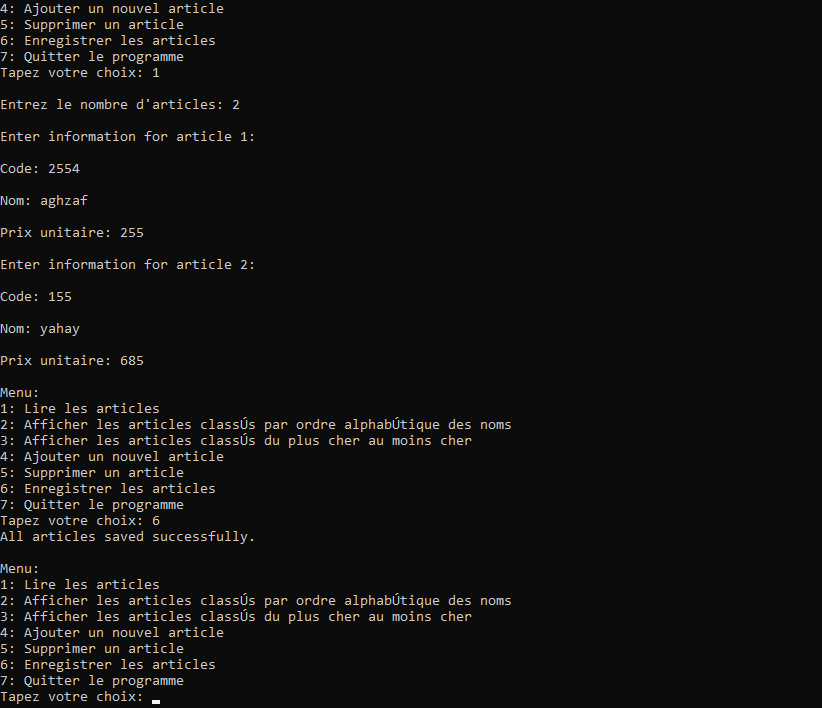 4: Ajouter un nouvel article
5: Supprimer un article
6: Enregistrer les articles
7: Quitter le programme
Tapez votre choix: 1
Entrez le nombre d'articles: 2
Enter information for article 1:
Code: 2554
Nom: aghzaf
Prix unitaire: 255
Enter information for article 2:
Code: 155
Nom: yahay
Prix unitaire: 685
Menu:
1: Lire les articles
2: Afficher les articles classÚs par ordre alphabÚtique des noms
3: Afficher les articles classÚs du plus cher au moins cher
4: Ajouter un nouvel article
5: Supprimer un article
6: Enregistrer les articles
7: Quitter le programme
Tapez votre choix: 6
All articles saved successfully.
Menu:
1: Lire les articles
2: Afficher les articles classÚs par ordre alphabÚtique des noms
3: Afficher les articles classÚs du plus cher au moins cher
4: Ajouter un nouvel article
5: Supprimer un article
6: Enregistrer les articles
7: Quitter le programme
Tapez votre choix: